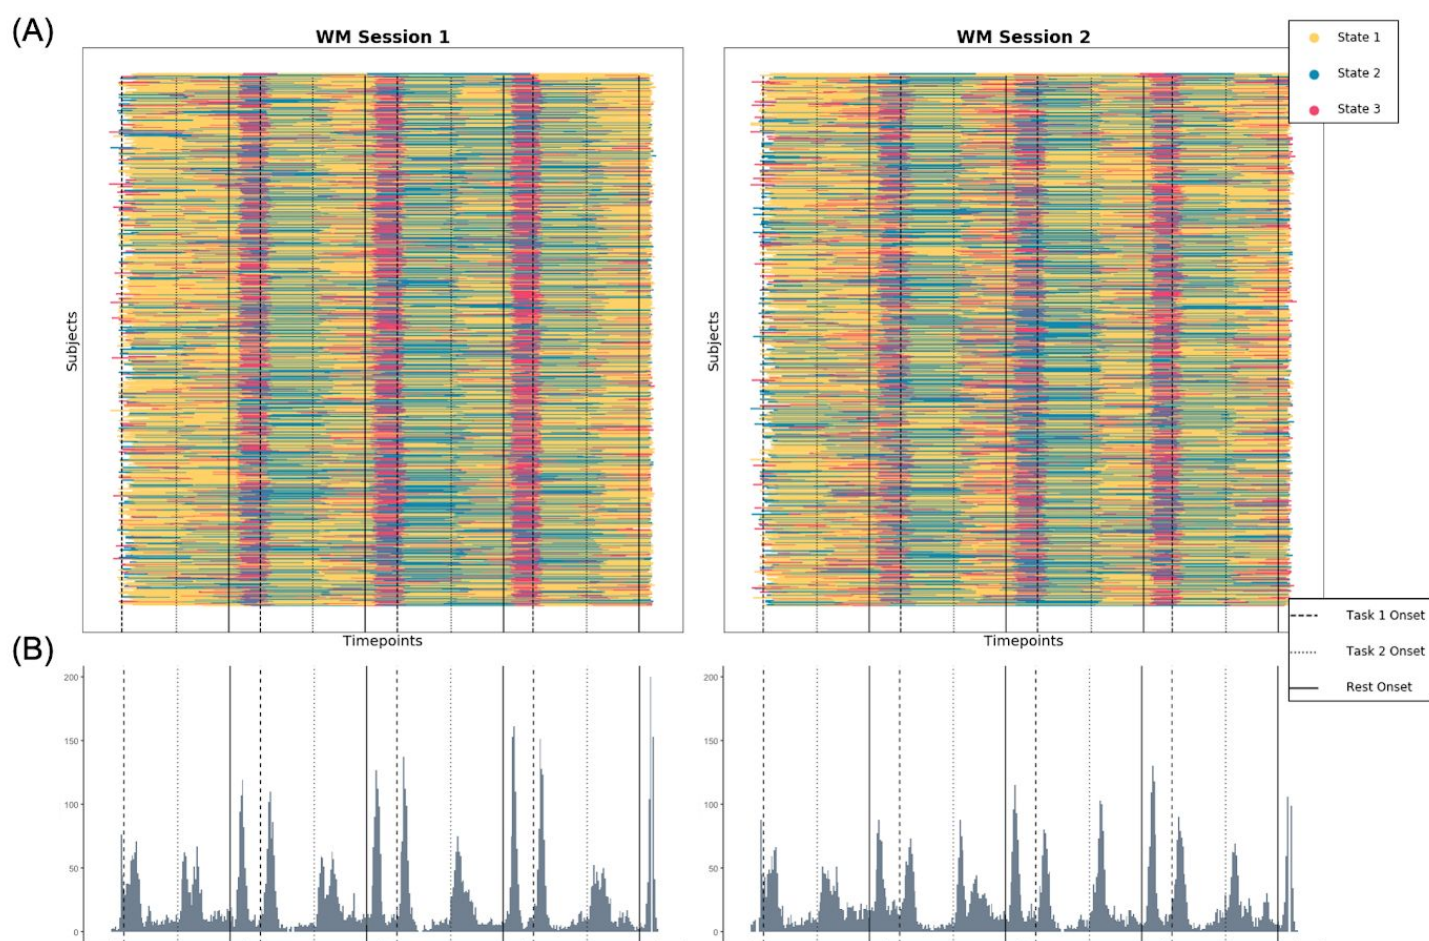 (A)
WM Session 1
WM Session 2
State 1
State 2
State 3
Subjects
Subjects
Timepoints
Timepoints
Task 1 Onset
Task 2 Onset
Rest Onset
(B)
200
150
100
50
0
200
150
100
50
0